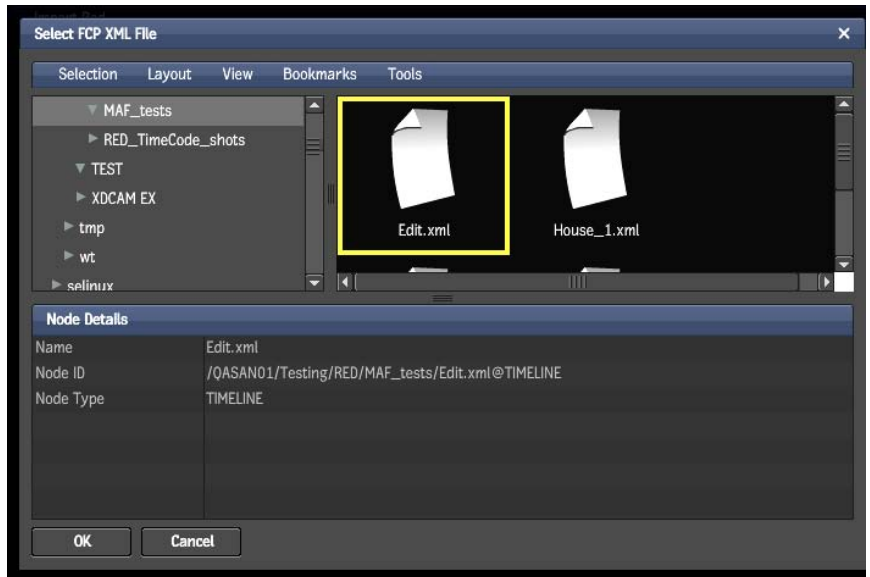 Import Red
Select FCP XML File
Selection Layout View Bookmarks Tools
MAF_tests
RED_TimeCode_shots
TEST
XDCAM EX
tmp
wt
selinux
Edit.xml House_1.xml
Node Details
Name Edit.xml
Node ID /QASAN01/Testing/RED/MAF_tests/Edit.xml@TIMELINE
Node Type TIMELINE
OK Cancel